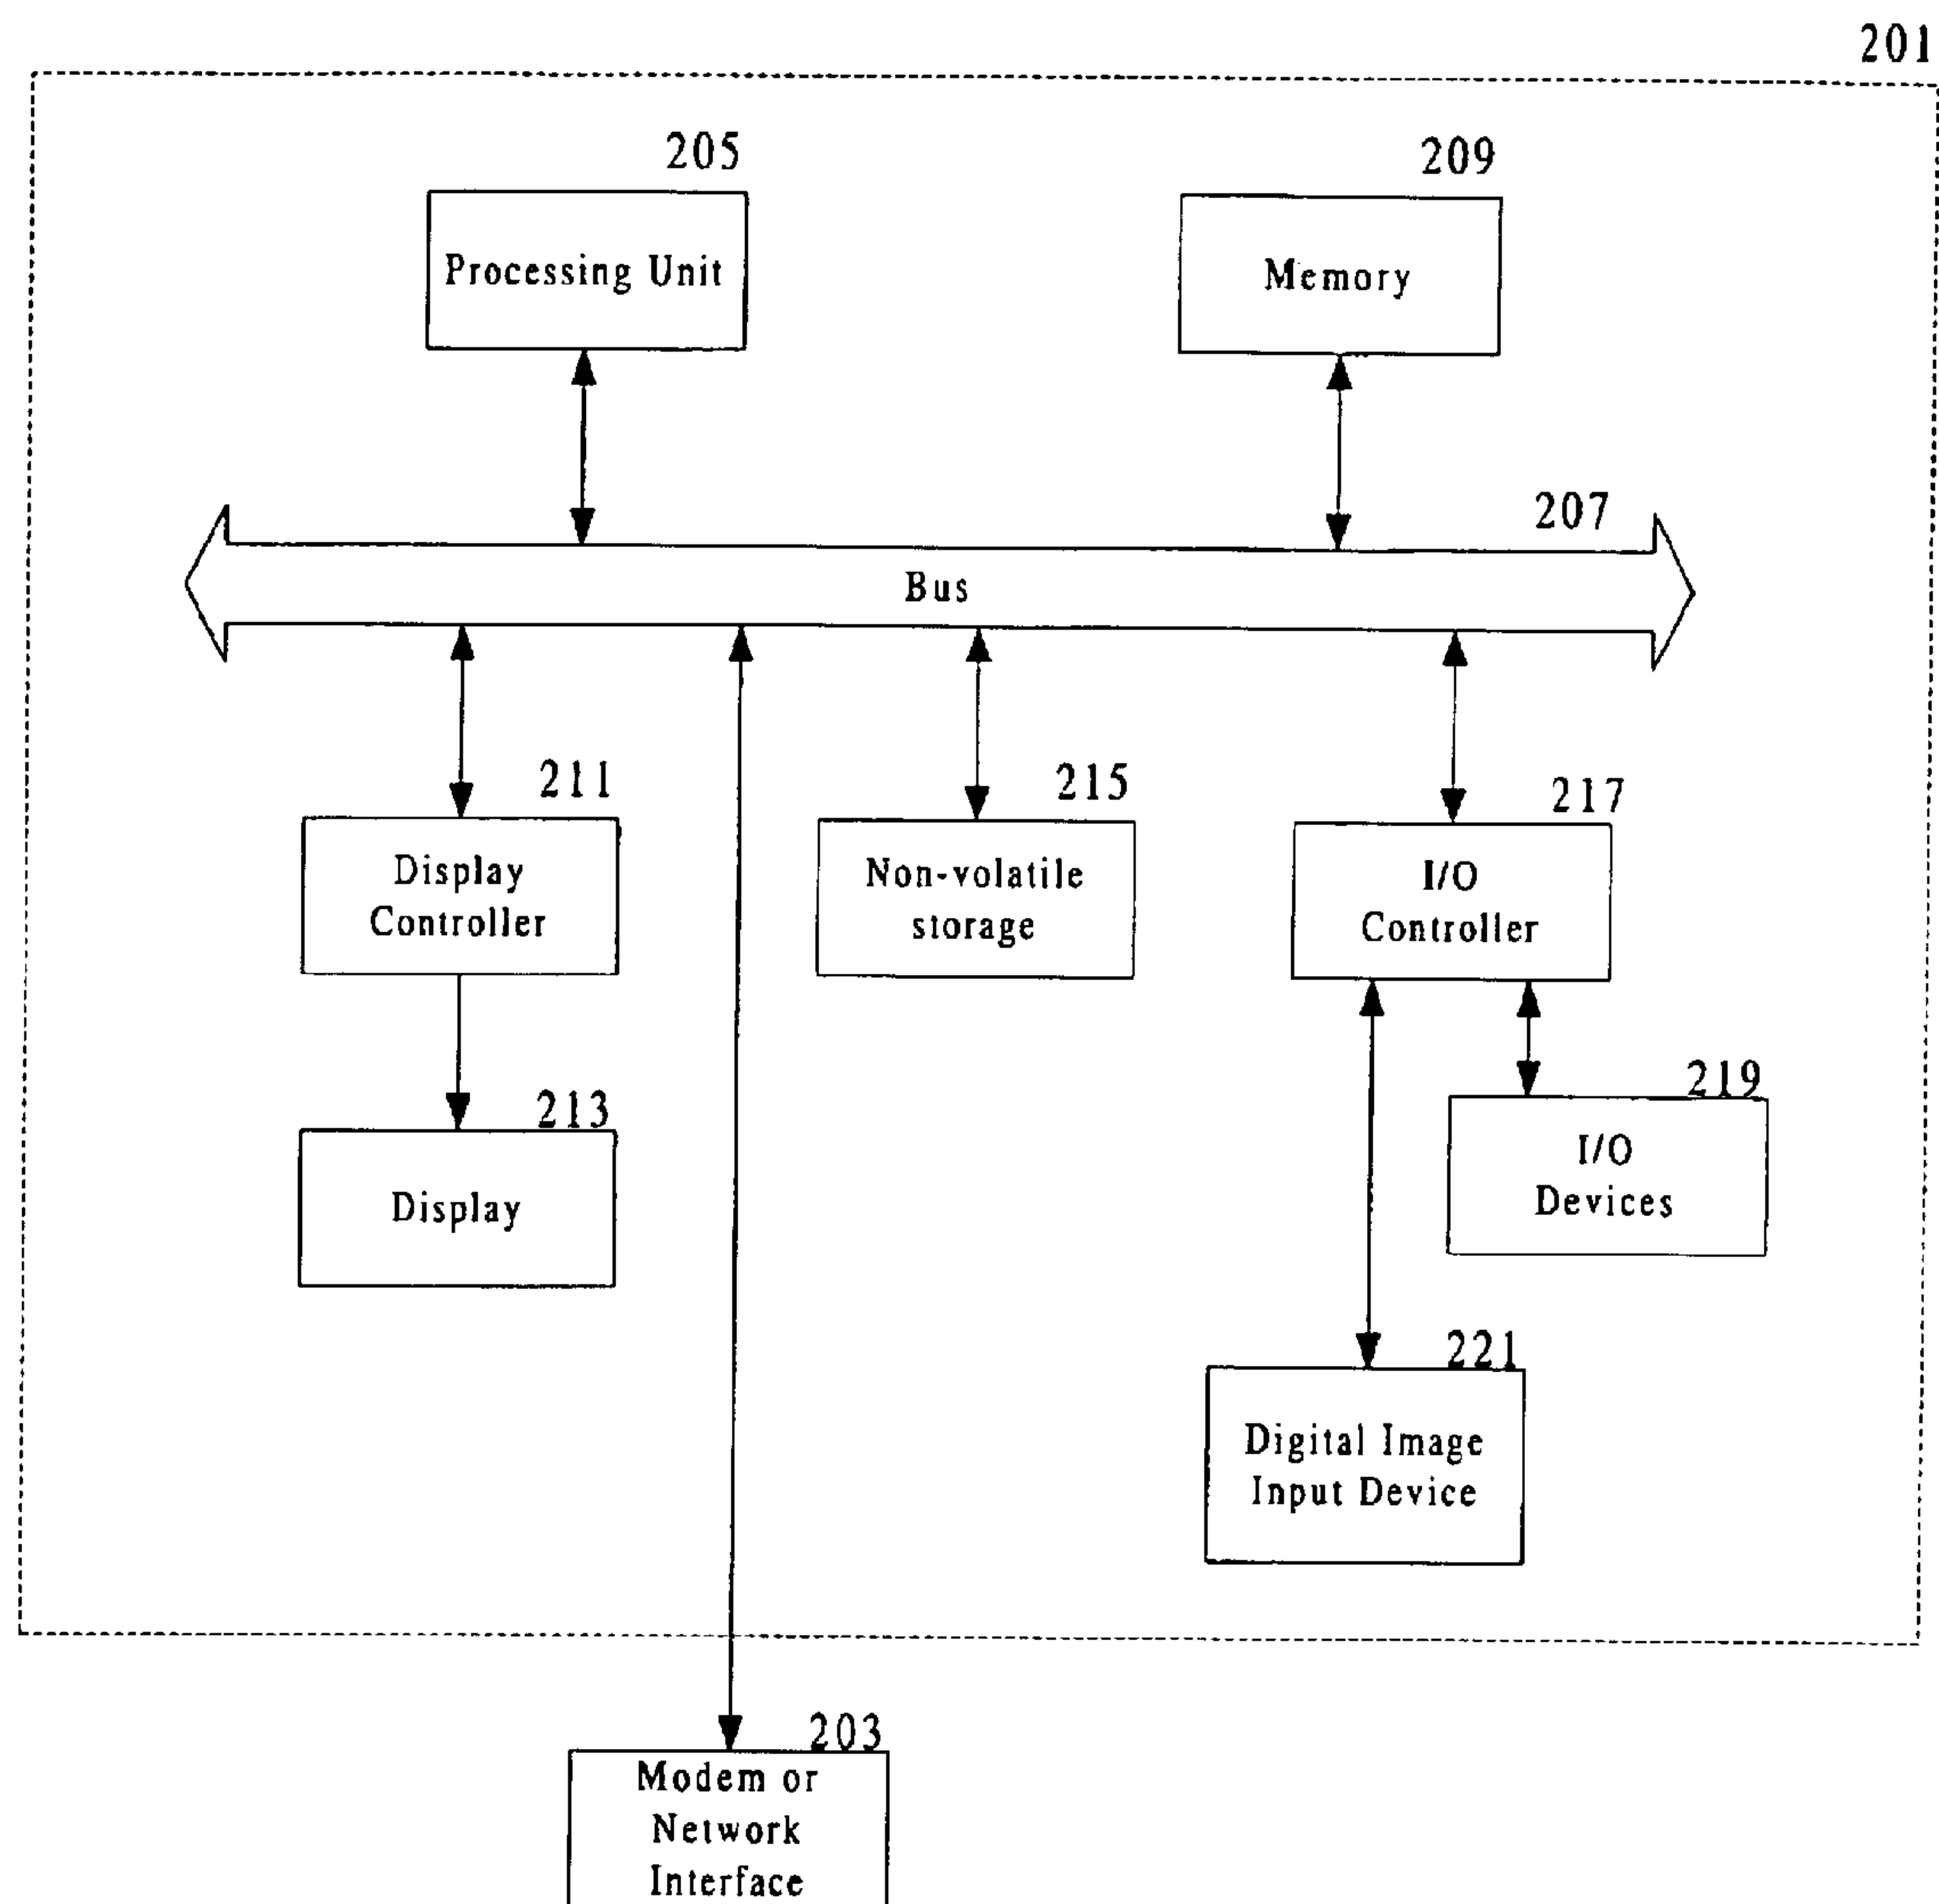 201
205
209
Processing Unit
Memory
207
Bus
211
215
217
Display
Controller
Non-volatile
storage
I/O
Controller
213
219
Display
I/O
Devices
221
Digital Image
Input Device
203
Modem or
Network
Interface